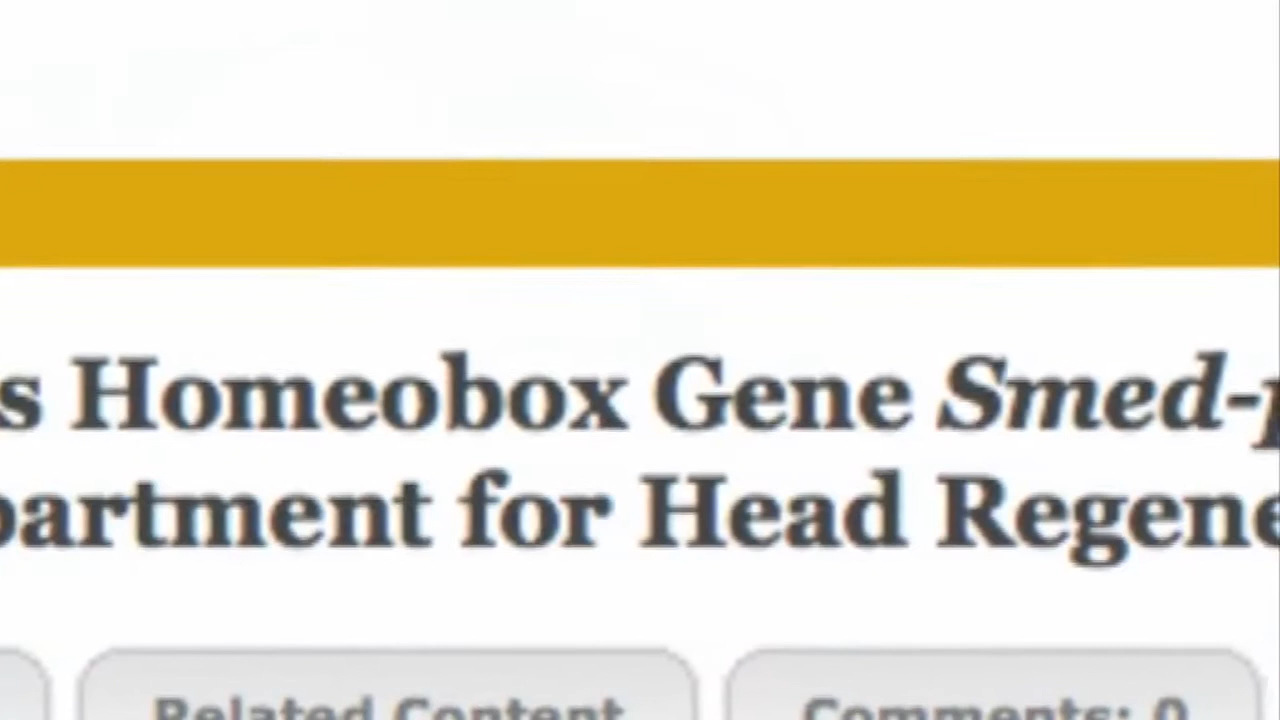 s Homeobox Gene Smed-p
partment for Head Regene
Related Content
Comments: 0